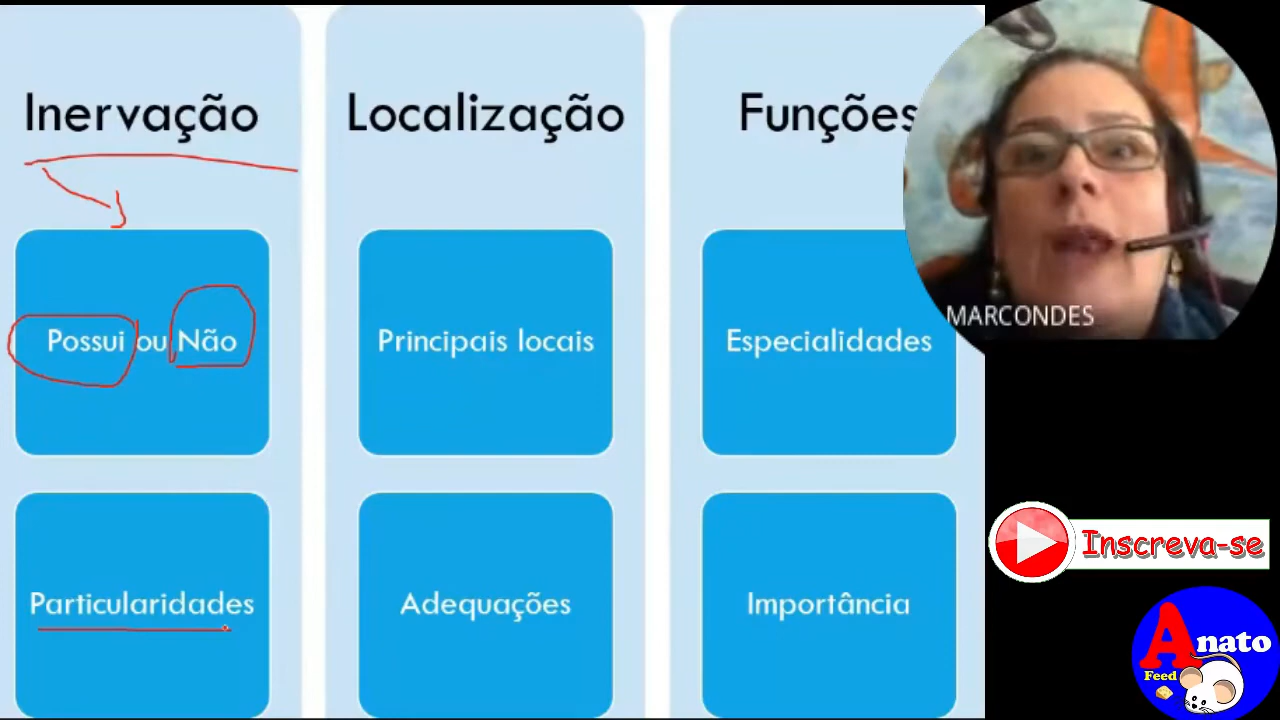 Inervação
Localização
Funções
Possui ou Não
Principais locais
Especialidades
MARCONDES
Particularidades
Adequações
Importância
Inscreva-se
Anato
Feed